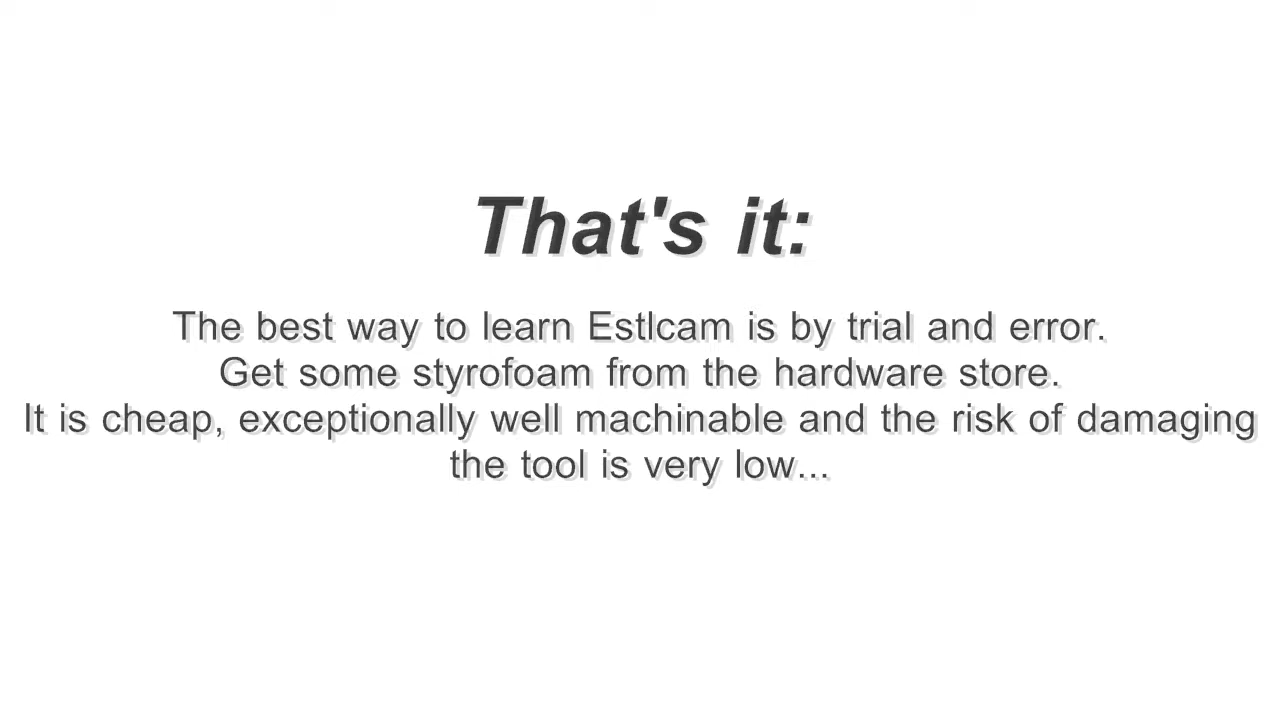 That's it:
The best way to learn Estlcam is by trial and error.
Get some styrofoam from the hardware store.
It is cheap, exceptionally well machinable and the risk of damaging
the tool is very low...